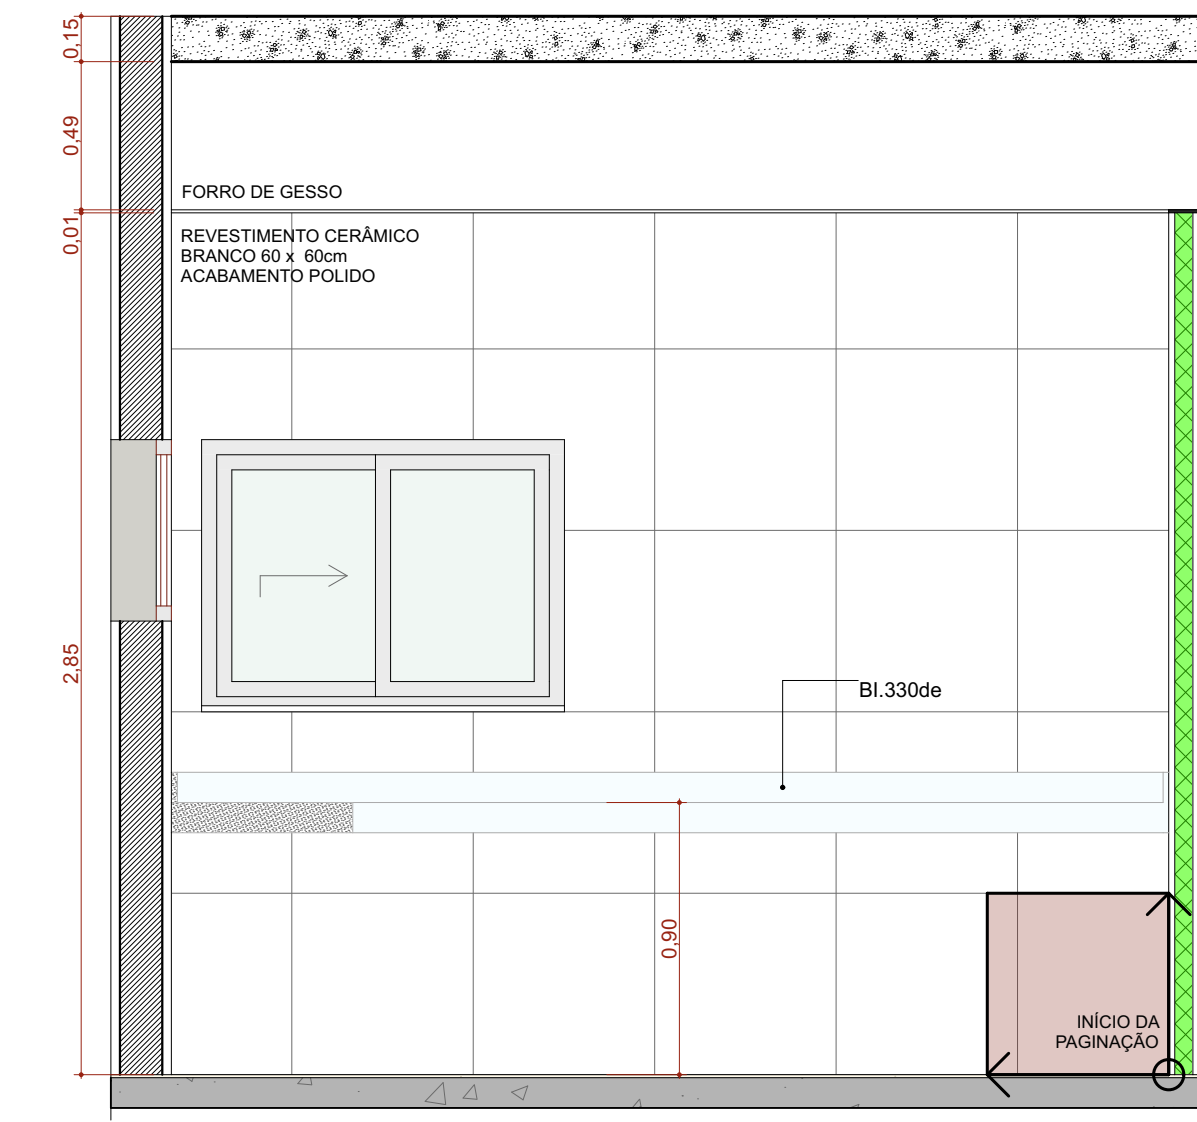 0,15
0,49
FORRO DE GESSO
0,01
REVESTIMENTO CERÂMICO
BRANCO 60 x 60cm
ACABAMENTO POLIDO
2,85
BI.330de
0,90
INÍCIO DA
PAGINAÇÃO